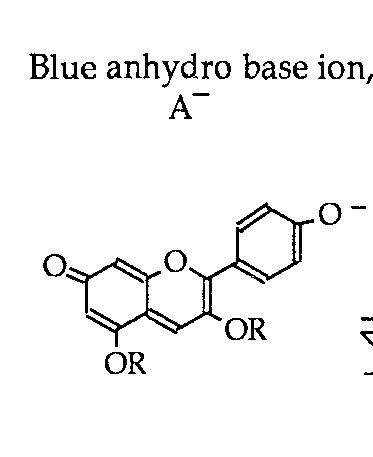 Blue anhydro base ion,
A⁻
O⁻
O
O
OR
OR